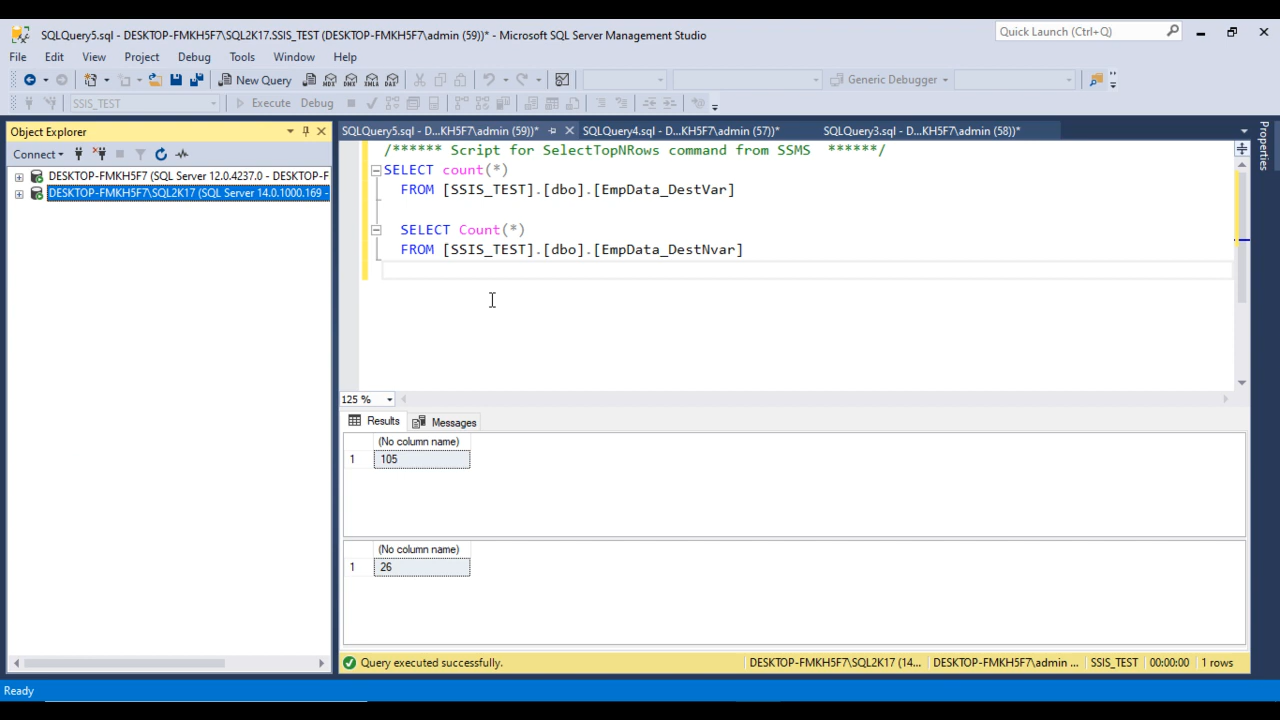 SQLQuery5.sql - DESKTOP-FMKH5F7\SQL2K17.SSIS_TEST (DESKTOP-FMKH5F7\admin (59))* - Microsoft SQL Server Management Studio
Quick Launch (Ctrl+Q)
File Edit View Project Debug Tools Window Help
New Query MDX DMX XMLA DAX Generic Debugger
SSIS_TEST Execute Debug
Object Explorer
SQLQuery5.sql - D...KH5F7\admin (59))* SQLQuery4.sql - D...KH5F7\admin (57))* SQLQuery3.sql - D...KH5F7\admin (58))*
Properties
Connect
DESKTOP-FMKH5F7 (SQL Server 12.0.4237.0 - DESKTOP-F
DESKTOP-FMKH5F7\SQL2K17 (SQL Server 14.0.1000.169 -
/****** Script for SelectTopNRows command from SSMS ******/
SELECT count(*)
FROM [SSIS_TEST].[dbo].[EmpData_DestVar]
SELECT Count(*)
FROM [SSIS_TEST].[dbo].[EmpData_DestNvar]
125 %
Results Messages
(No column name)
1 105
(No column name)
1 26
Query executed successfully. DESKTOP-FMKH5F7\SQL2K17 (14... DESKTOP-FMKH5F7\admin ... SSIS_TEST 00:00:00 1 rows
Ready